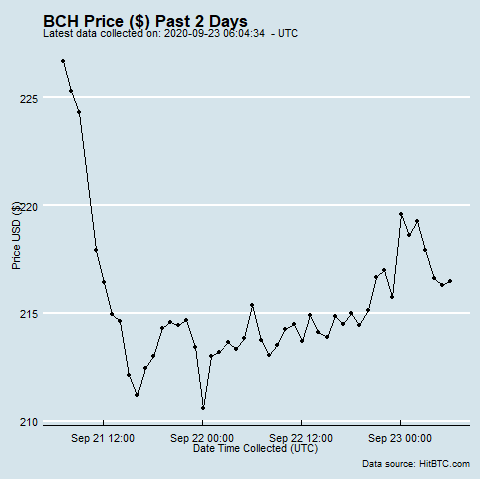 BCH Price ($) Past 2 Days
Latest data collected on: 2020-09-23 06:04:34 - UTC
225
220
215
210
Price USD ($)
Sep 21 12:00 Sep 22 00:00 Sep 22 12:00 Sep 23 00:00
Date Time Collected (UTC)
Data source: HitBTC.com